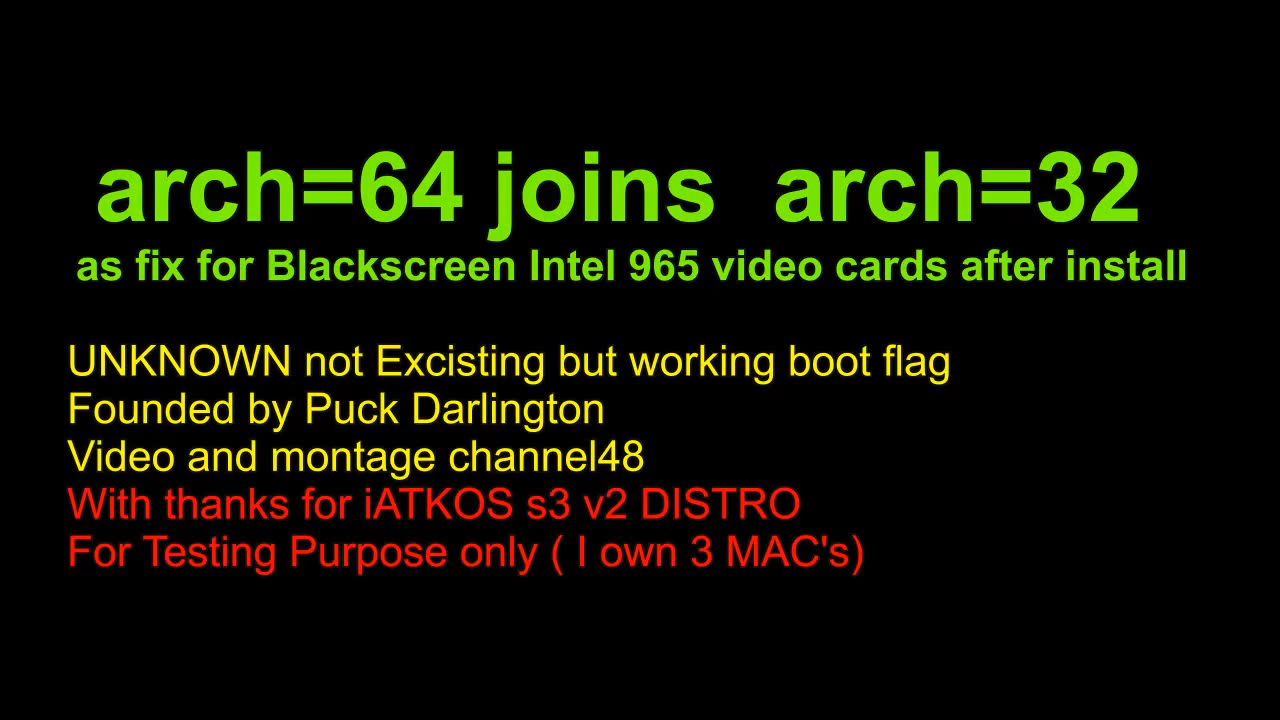 arch=64 joins arch=32
as fix for Blackscreen Intel 965 video cards after install
UNKNOWN not Excisting but working boot flag
Founded by Puck Darlington
Video and montage channel48
With thanks for iATKOS s3 v2 DISTRO
For Testing Purpose only ( I own 3 MAC's)